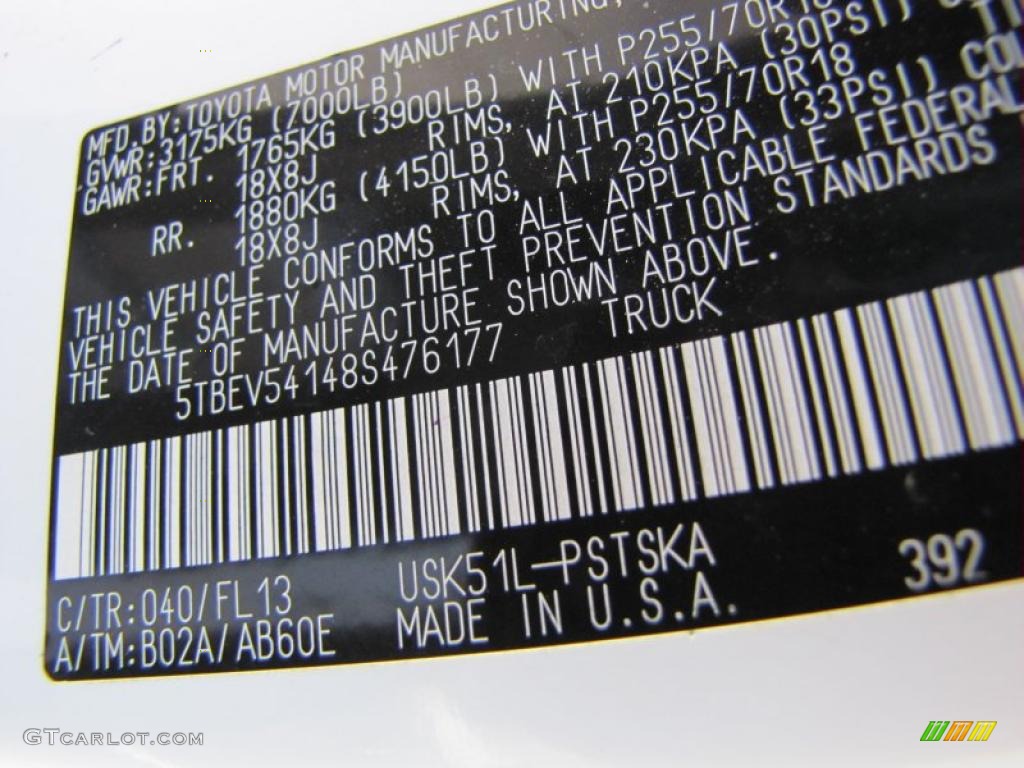 MFD. BY: TOYOTA MOTOR MANUFACTURING,
GVWR: 3175KG (7000LB)
GAWR: FRT. 1765KG (3900LB) WITH P255/70R18
18X8J RIMS, AT 210KPA (30PSI)
RR. 1880KG (4150LB) WITH P255/70R18
18X8J RIMS, AT 230KPA (33PSI)
THIS VEHICLE CONFORMS TO ALL APPLICABLE FEDERAL
VEHICLE SAFETY AND THEFT PREVENTION STANDARDS
THE DATE OF MANUFACTURE SHOWN ABOVE.
5TBEV54148S476177 TRUCK
C/TR: 040/FL13 USK51L-PSTSKA 392
A/TM: B02A/AB60E MADE IN U.S.A.
GTCARLOT.COM